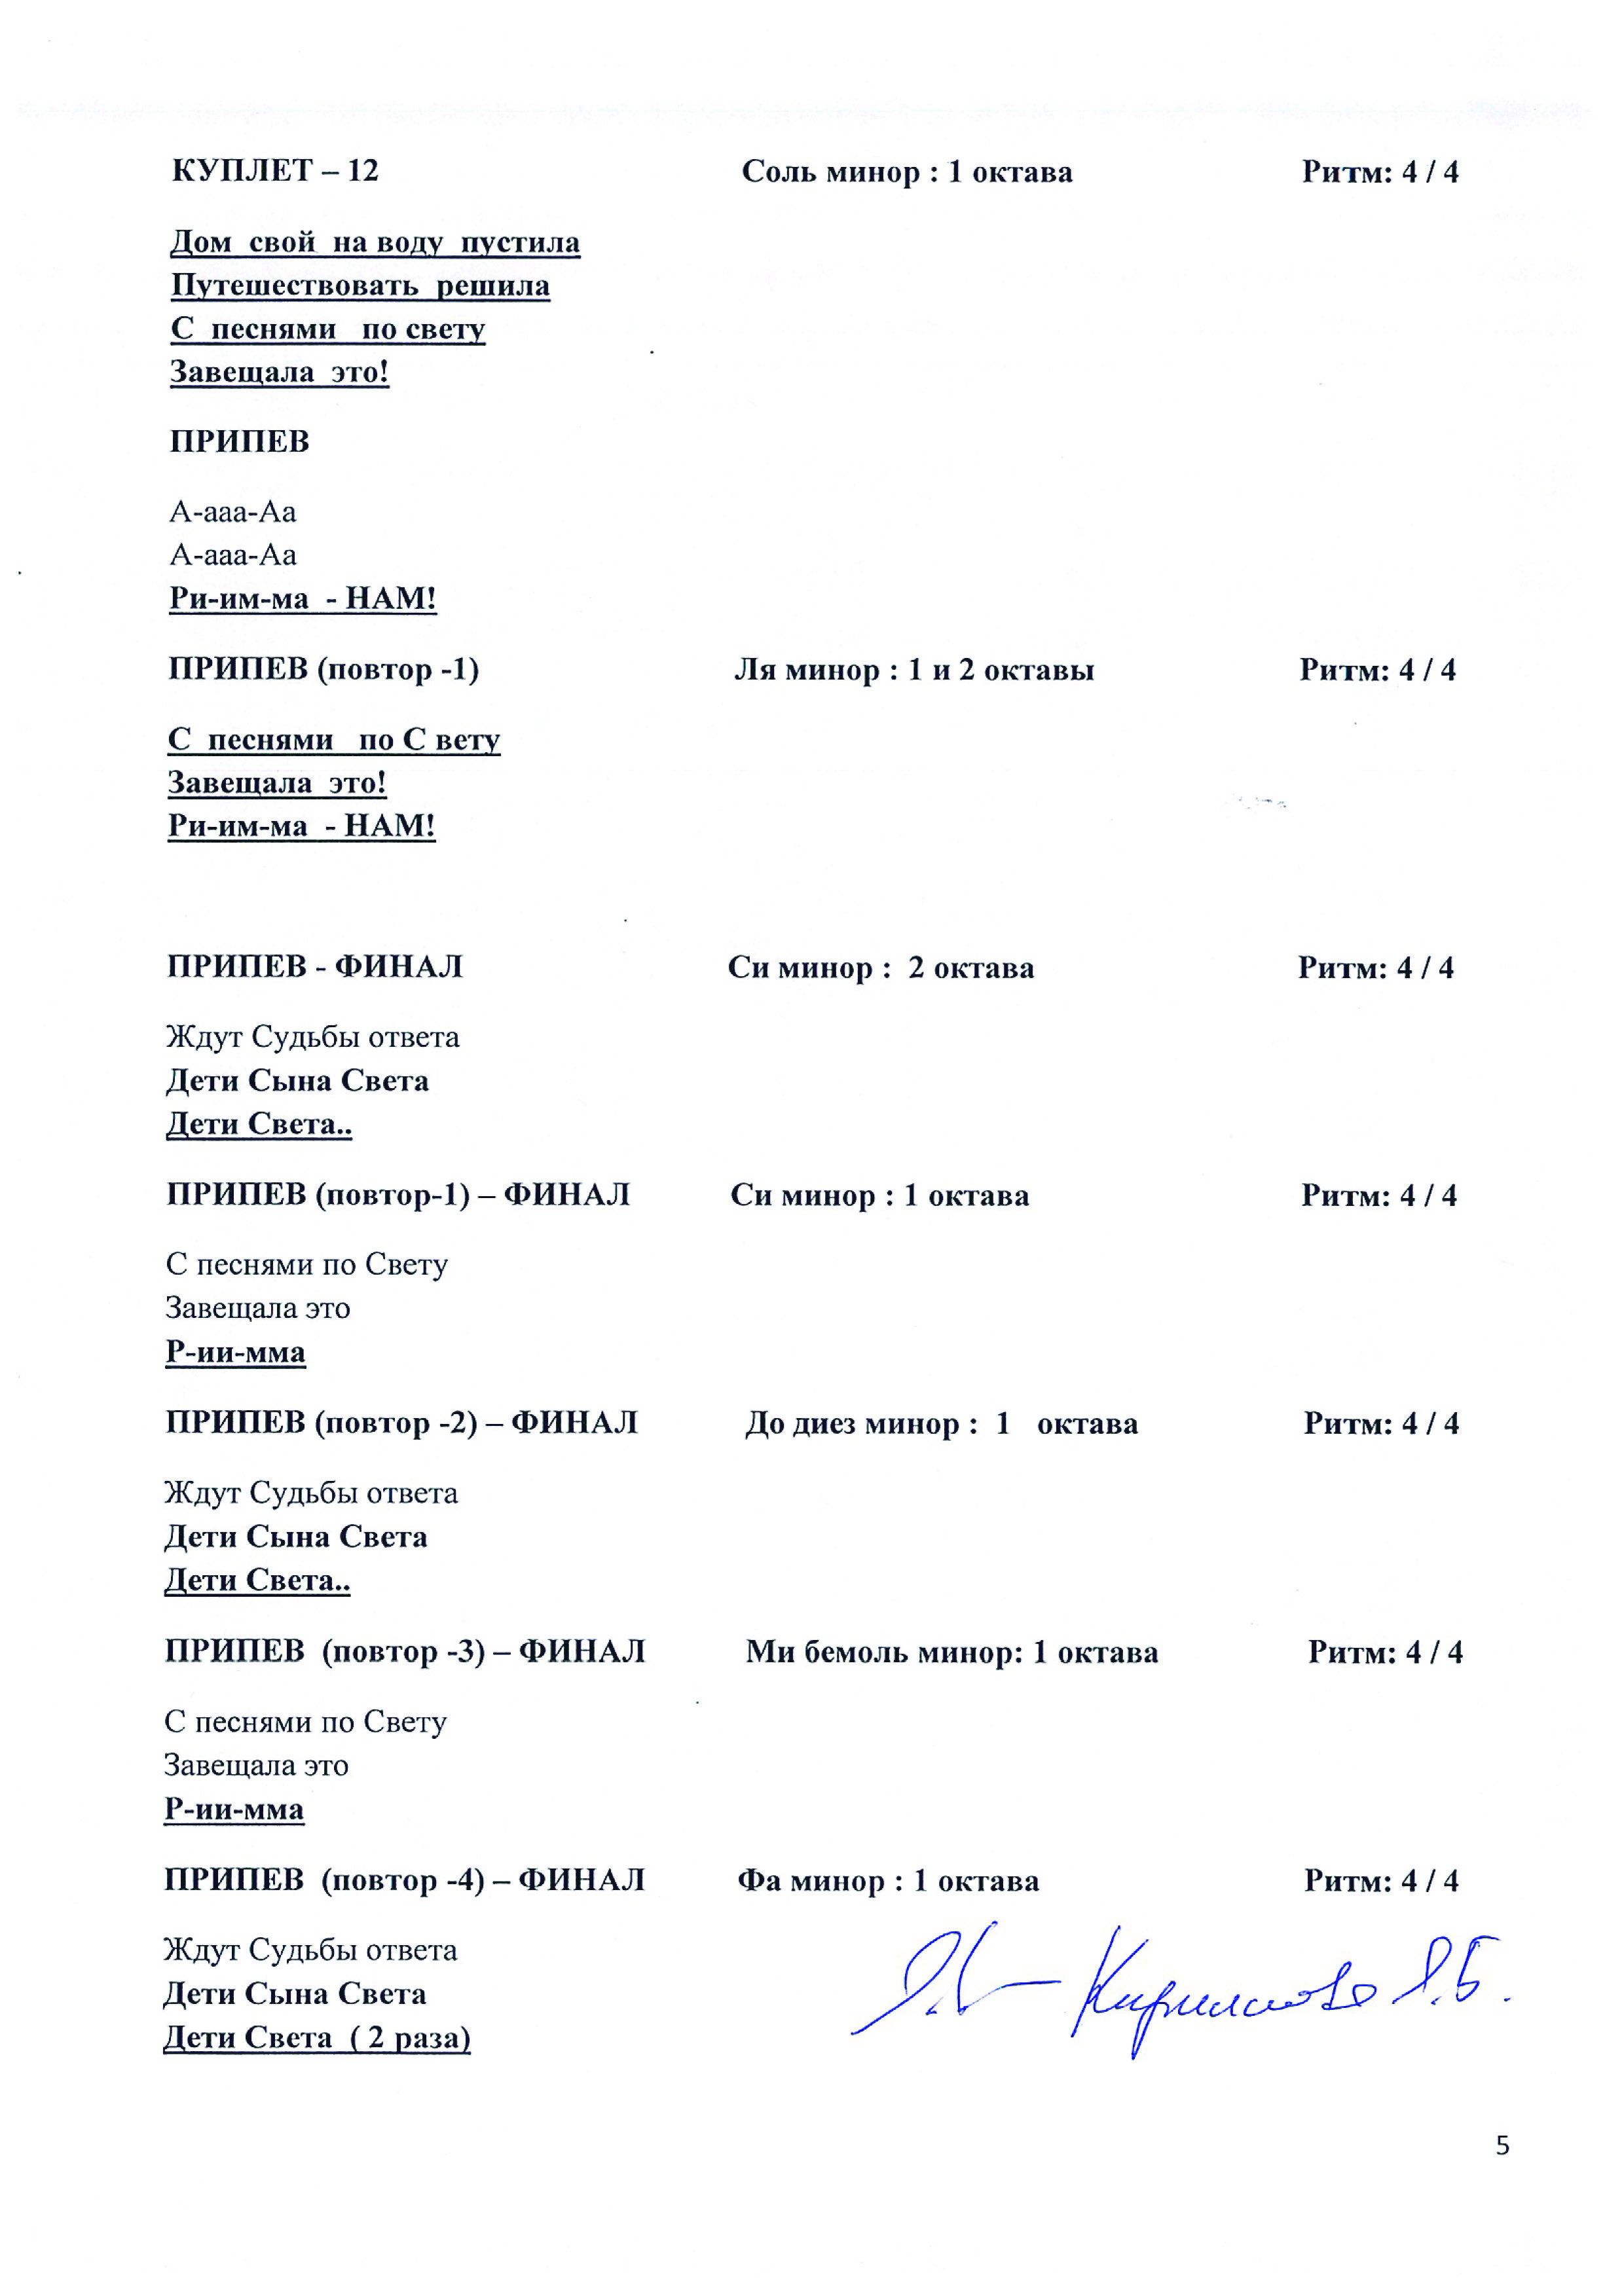 КУПЛЕТ – 12 Соль минор : 1 октава Ритм: 4 / 4
Дом свой на воду пустила
Путешествовать решила
С песнями по свету
Завещала это!
ПРИПЕВ
А-ааа-Аа
А-ааа-Аа
Ри-им-ма - НАМ!
ПРИПЕВ (повтор -1) Ля минор : 1 и 2 октавы Ритм: 4 / 4
С песнями по С вету
Завещала это!
Ри-им-ма - НАМ!
ПРИПЕВ - ФИНАЛ Си минор : 2 октава Ритм: 4 / 4
Ждут Судьбы ответа
Дети Сына Света
Дети Света..
ПРИПЕВ (повтор-1) – ФИНАЛ Си минор : 1 октава Ритм: 4 / 4
С песнями по Свету
Завещала это
Р-ии-мма
ПРИПЕВ (повтор -2) – ФИНАЛ До диез минор : 1 октава Ритм: 4 / 4
Ждут Судьбы ответа
Дети Сына Света
Дети Света..
ПРИПЕВ (повтор -3) – ФИНАЛ Ми бемоль минор: 1 октава Ритм: 4 / 4
С песнями по Свету
Завещала это
Р-ии-мма
ПРИПЕВ (повтор -4) – ФИНАЛ Фа минор : 1 октава Ритм: 4 / 4
Ждут Судьбы ответа
Дети Сына Света
Дети Света ( 2 раза)
5